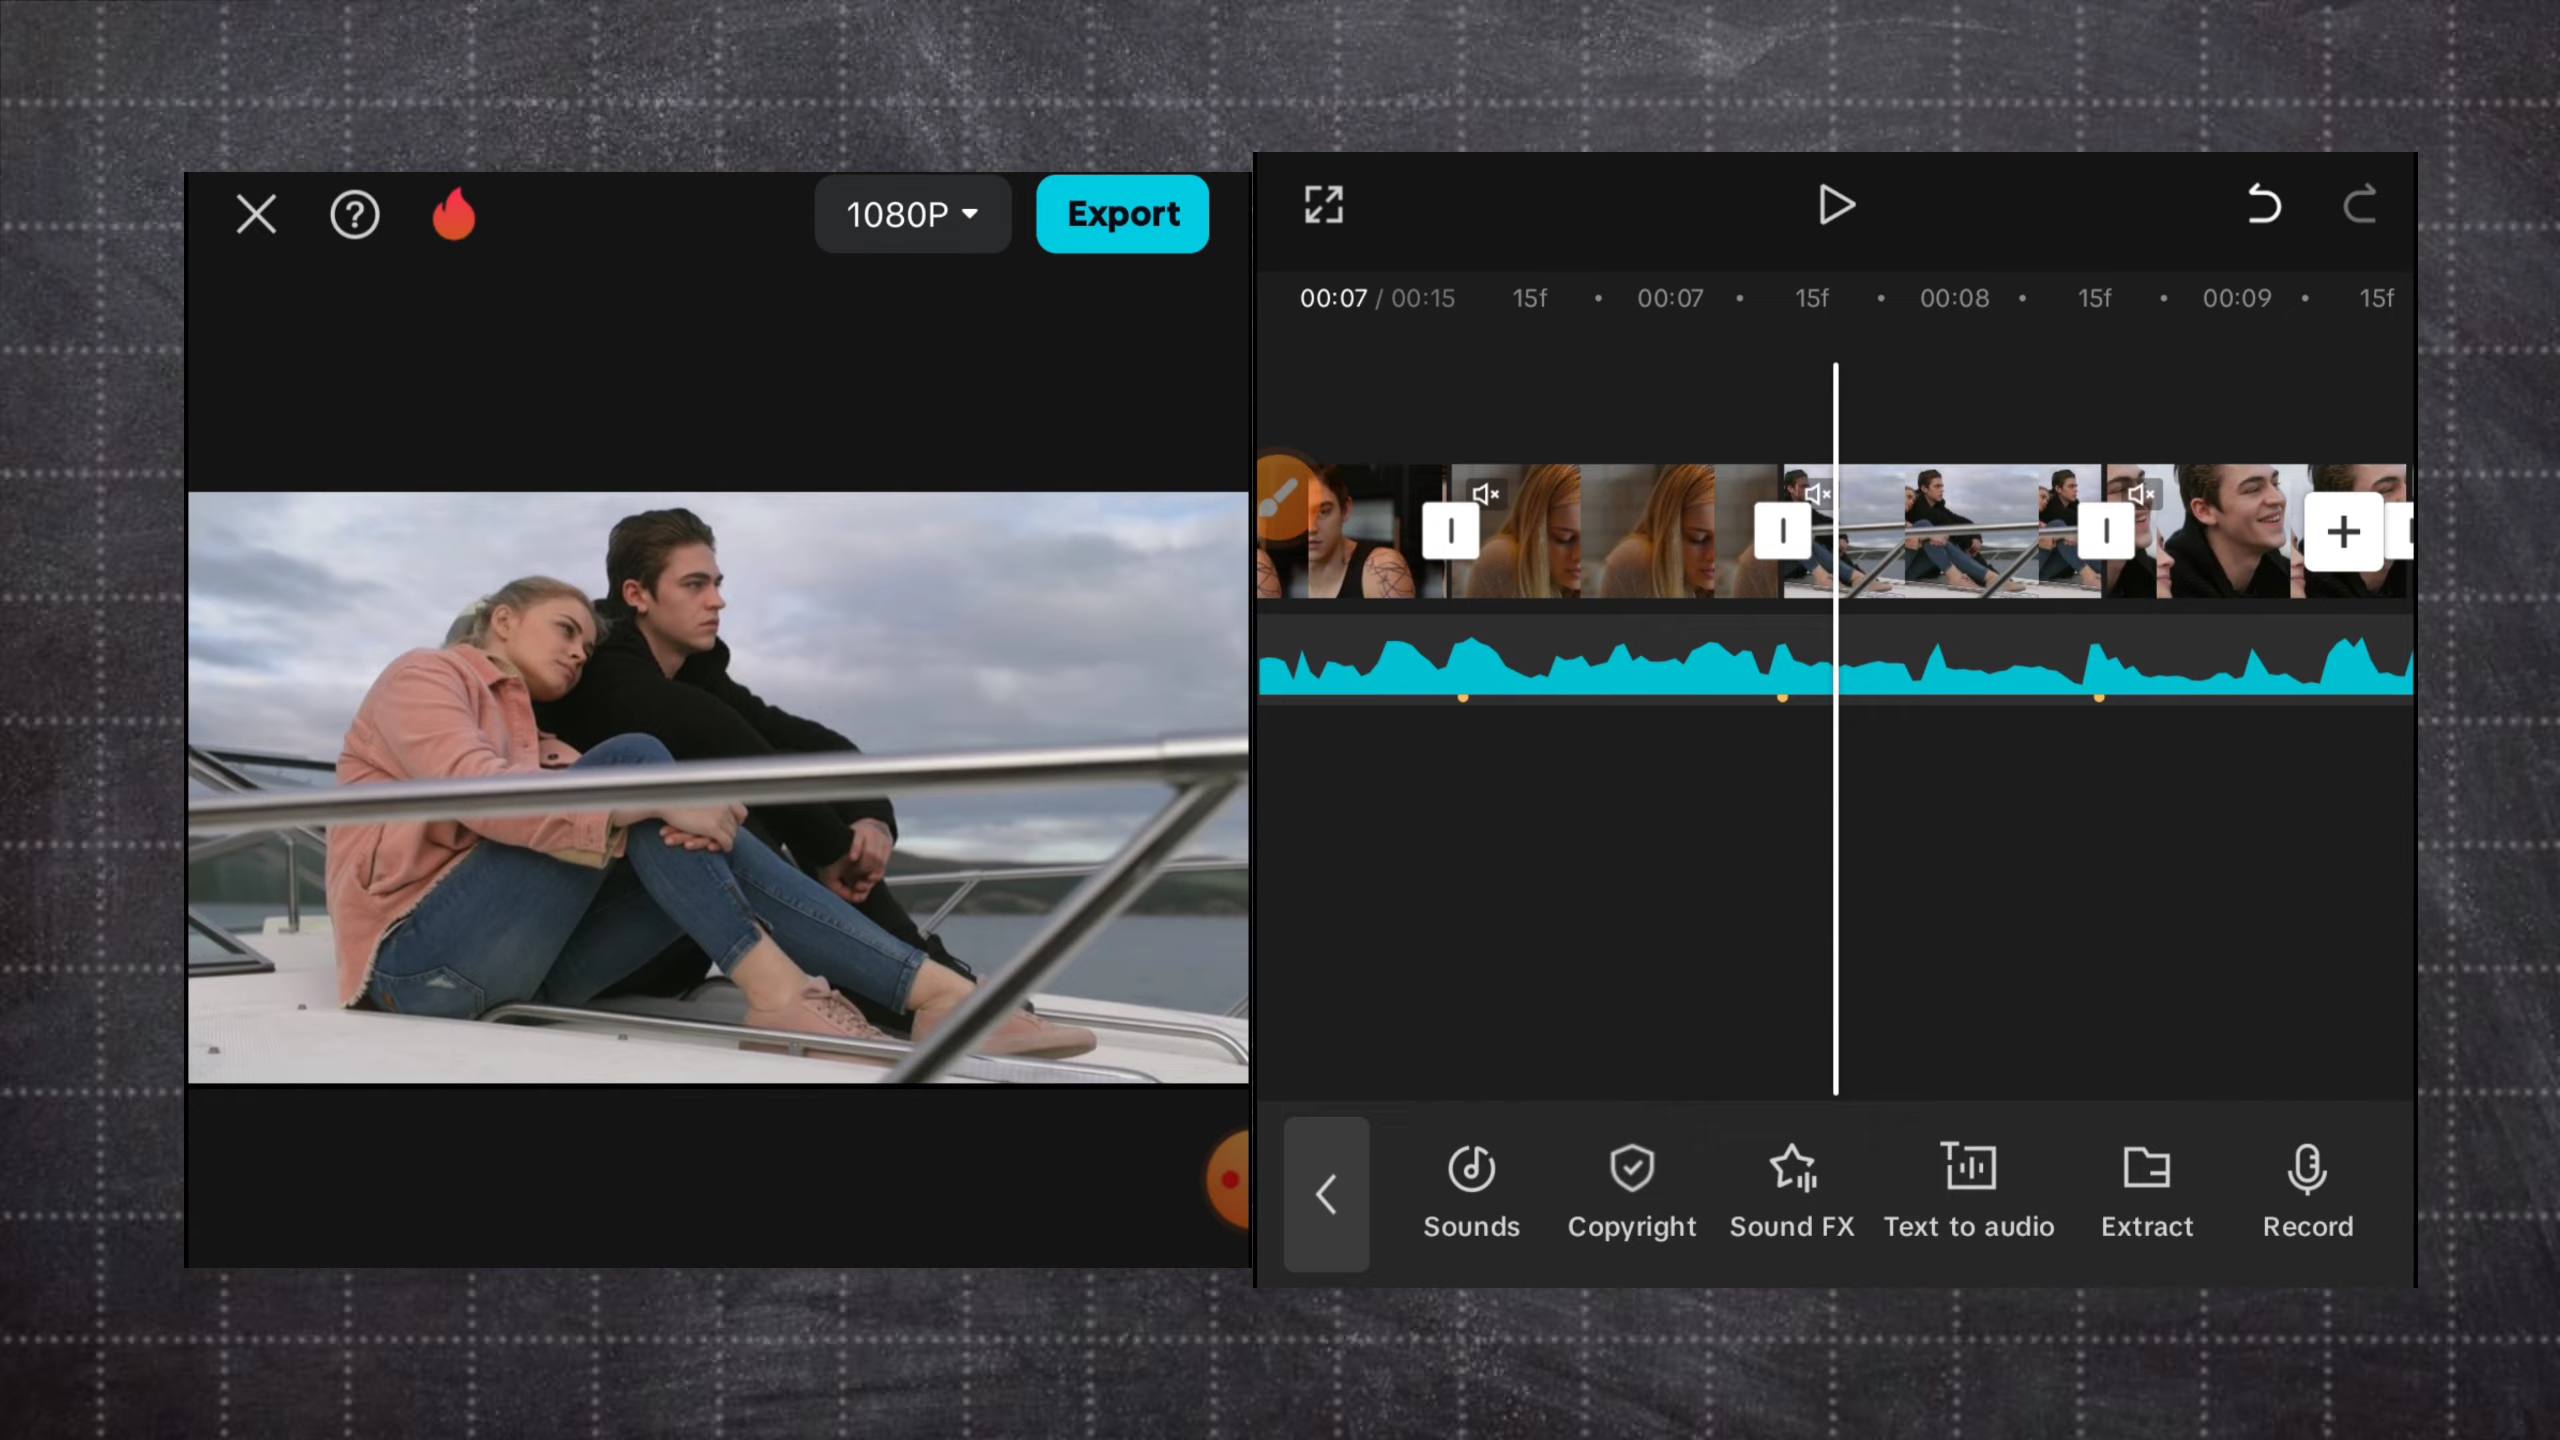 1080P Export
00:07 / 00:15 15f 00:07 15f 00:08 15f 00:09 15f
Sounds Copyright Sound FX Text to audio Extract Record